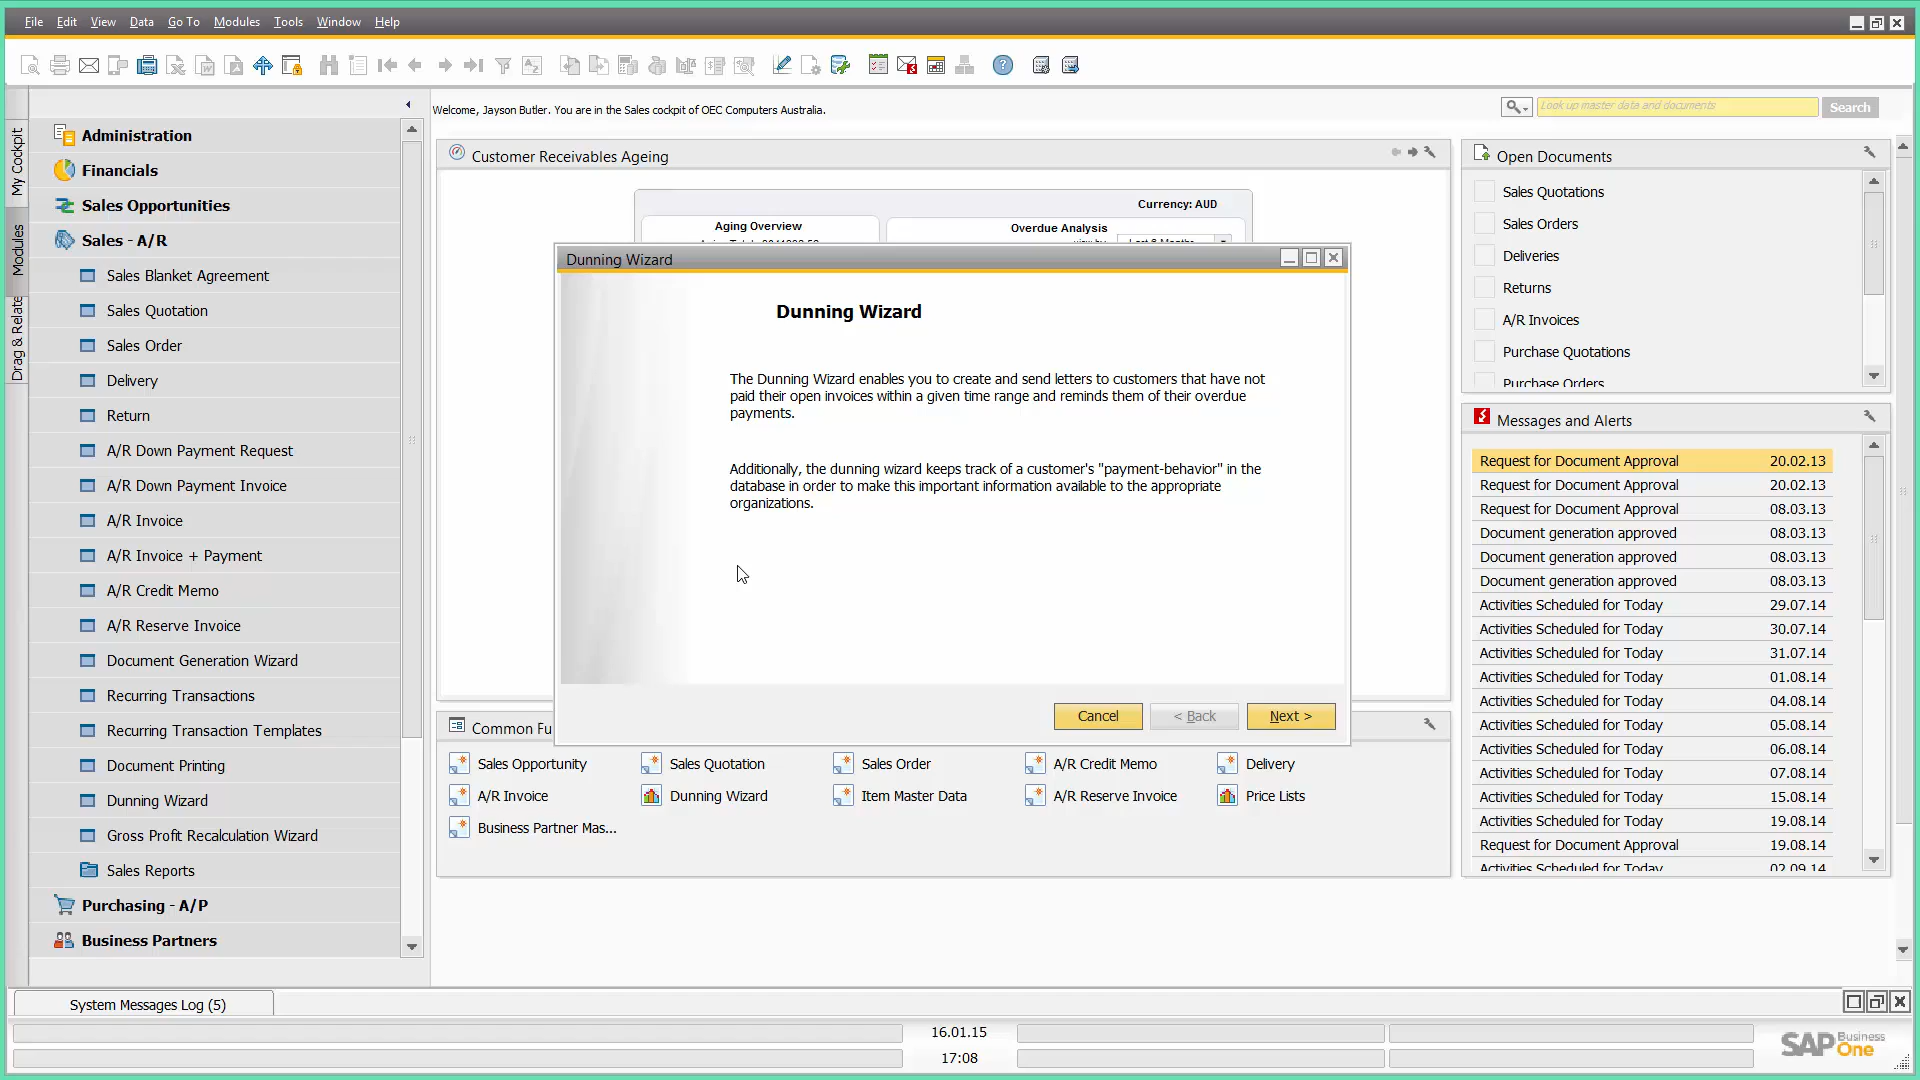 File Edit View Data Go To Modules Tools Window Help
Welcome, Jayson Butler. You are in the Sales cockpit of OEC Computers Australia.
Look up master data and documents
Search
My Cockpit
Modules
Drag & Relate
Administration
Financials
Sales Opportunities
Sales - A/R
Sales Blanket Agreement
Sales Quotation
Sales Order
Delivery
Return
A/R Down Payment Request
A/R Down Payment Invoice
A/R Invoice
A/R Invoice + Payment
A/R Credit Memo
A/R Reserve Invoice
Document Generation Wizard
Recurring Transactions
Recurring Transaction Templates
Document Printing
Dunning Wizard
Gross Profit Recalculation Wizard
Sales Reports
Purchasing - A/P
Business Partners
Customer Receivables Ageing
Currency: AUD
Aging Overview
Overdue Analysis
Last 6 Months
Dunning Wizard
Dunning Wizard
The Dunning Wizard enables you to create and send letters to customers that have not
paid their open invoices within a given time range and reminds them of their overdue
payments.
Additionally, the dunning wizard keeps track of a customer's "payment-behavior" in the
database in order to make this important information available to the appropriate
organizations.
Cancel
< Back
Next >
Common Fu
Sales Opportunity
Sales Quotation
Sales Order
A/R Credit Memo
Delivery
A/R Invoice
Dunning Wizard
Item Master Data
A/R Reserve Invoice
Price Lists
Business Partner Mas...
Open Documents
Sales Quotations
Sales Orders
Deliveries
Returns
A/R Invoices
Purchase Quotations
Purchase Orders
Messages and Alerts
Request for Document Approval 20.02.13
Request for Document Approval 20.02.13
Request for Document Approval 08.03.13
Document generation approved 08.03.13
Document generation approved 08.03.13
Document generation approved 08.03.13
Activities Scheduled for Today 29.07.14
Activities Scheduled for Today 30.07.14
Activities Scheduled for Today 31.07.14
Activities Scheduled for Today 01.08.14
Activities Scheduled for Today 04.08.14
Activities Scheduled for Today 05.08.14
Activities Scheduled for Today 06.08.14
Activities Scheduled for Today 07.08.14
Activities Scheduled for Today 15.08.14
Activities Scheduled for Today 19.08.14
Request for Document Approval 19.08.14
Activities Scheduled for Today 02.09.14
System Messages Log (5)
16.01.15
17:08
SAP Business One